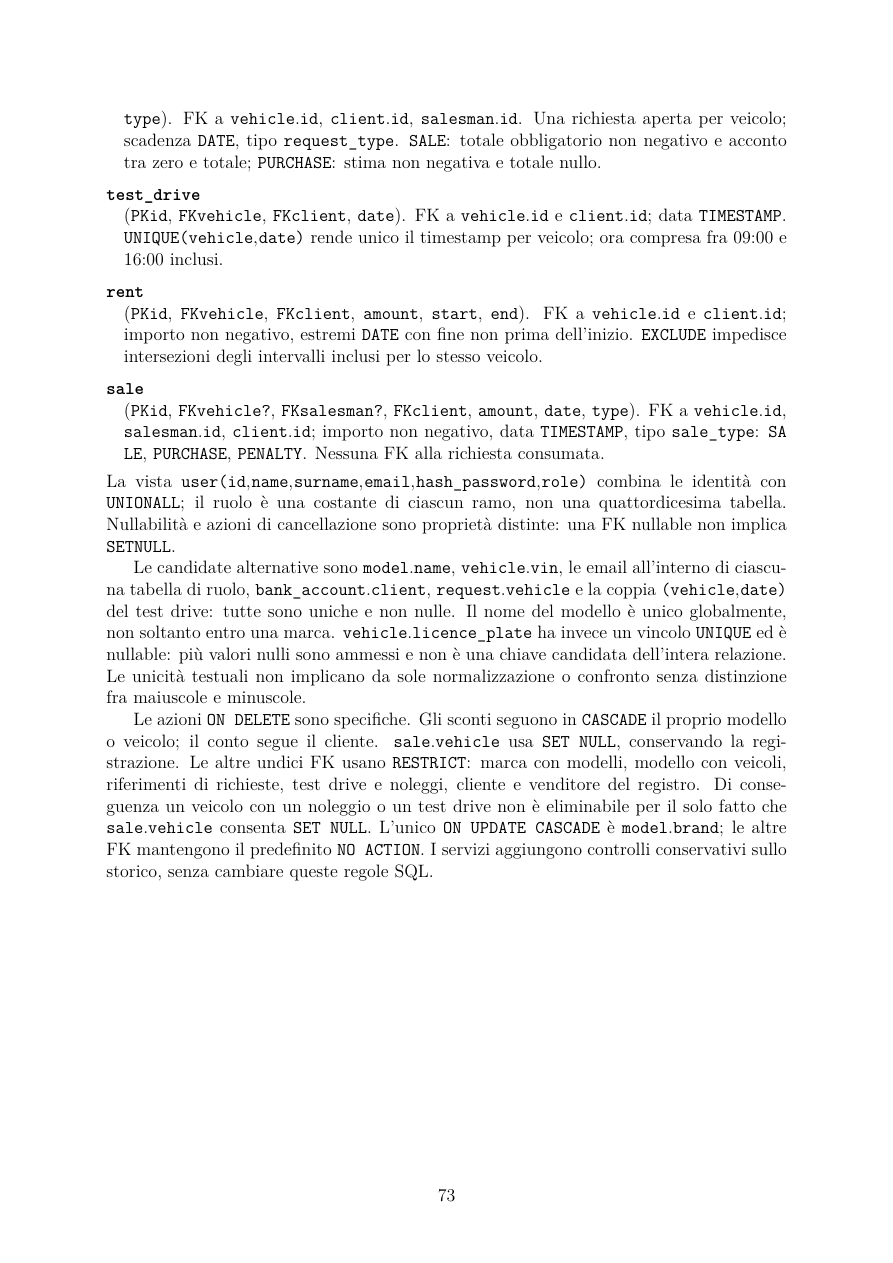 type). FK a vehicle.id, client.id, salesman.id. Una richiesta aperta per veicolo;
scadenza DATE, tipo request_type. SALE: totale obbligatorio non negativo e acconto
tra zero e totale; PURCHASE: stima non negativa e totale nullo.
test_drive
(PKid, FKvehicle, FKclient, date). FK a vehicle.id e client.id; data TIMESTAMP.
UNIQUE(vehicle,date) rende unico il timestamp per veicolo; ora compresa fra 09:00 e
16:00 inclusi.
rent
(PKid, FKvehicle, FKclient, amount, start, end). FK a vehicle.id e client.id;
importo non negativo, estremi DATE con fine non prima dell'inizio. EXCLUDE impedisce
intersezioni degli intervalli inclusi per lo stesso veicolo.
sale
(PKid, FKvehicle?, FKsalesman?, FKclient, amount, date, type). FK a vehicle.id,
salesman.id, client.id; importo non negativo, data TIMESTAMP, tipo sale_type: SA
LE, PURCHASE, PENALTY. Nessuna FK alla richiesta consumata.
La vista user(id,name,surname,email,hash_password,role) combina le identità con
UNIONALL; il ruolo è una costante di ciascun ramo, non una quattordicesima tabella.
Nullabilità e azioni di cancellazione sono proprietà distinte: una FK nullable non implica
SETNULL.
Le candidate alternative sono model.name, vehicle.vin, le email all'interno di ciascu-
na tabella di ruolo, bank_account.client, request.vehicle e la coppia (vehicle,date)
del test drive: tutte sono uniche e non nulle. Il nome del modello è unico globalmente,
non soltanto entro una marca. vehicle.licence_plate ha invece un vincolo UNIQUE ed è
nullable: più valori nulli sono ammessi e non è una chiave candidata dell'intera relazione.
Le unicità testuali non implicano da sole normalizzazione o confronto senza distinzione
fra maiuscole e minuscole.
Le azioni ON DELETE sono specifiche. Gli sconti seguono in CASCADE il proprio modello
o veicolo; il conto segue il cliente. sale.vehicle usa SET NULL, conservando la regi-
strazione. Le altre undici FK usano RESTRICT: marca con modelli, modello con veicoli,
riferimenti di richieste, test drive e noleggi, cliente e venditore del registro. Di conse-
guenza un veicolo con un noleggio o un test drive non è eliminabile per il solo fatto che
sale.vehicle consenta SET NULL. L'unico ON UPDATE CASCADE è model.brand; le altre
FK mantengono il predefinito NO ACTION. I servizi aggiungono controlli conservativi sullo
storico, senza cambiare queste regole SQL.
73